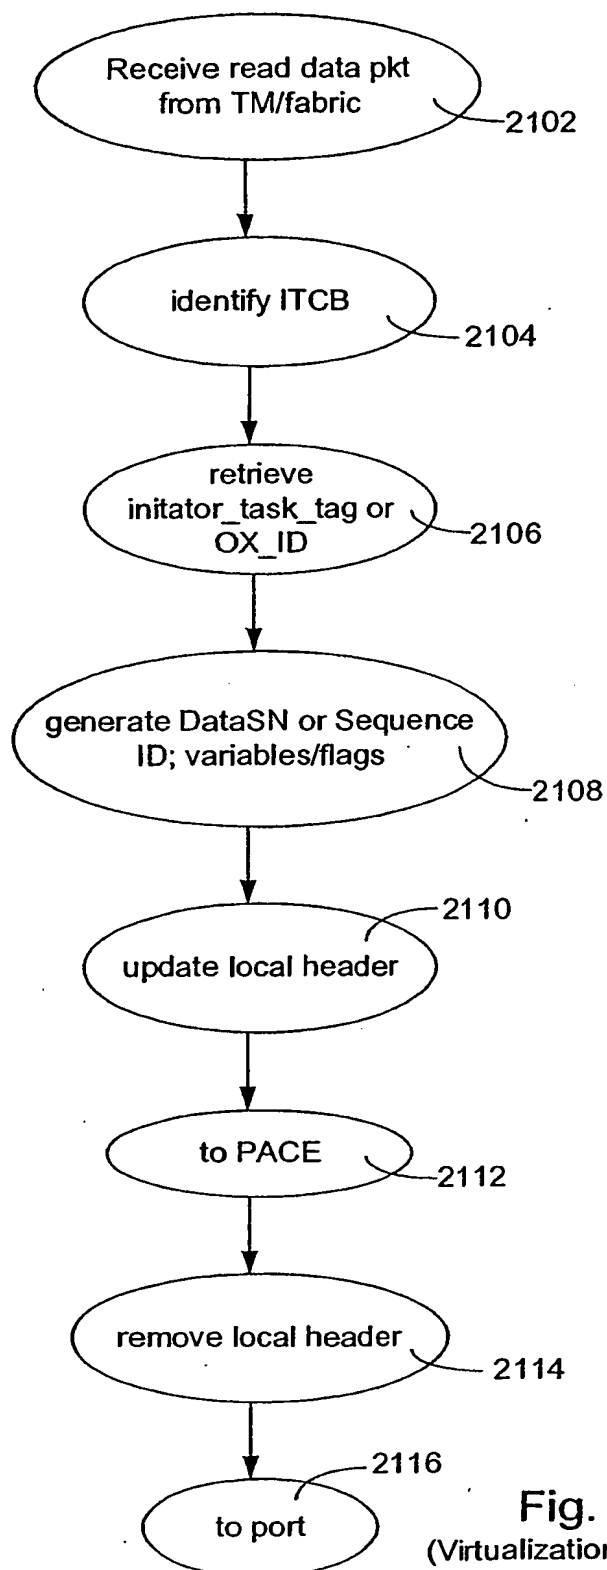 Receive read data pkt
from TM/fabric
2102
identify ITCB
2104
retrieve
initator_task_tag or
OX_ID
2106
generate DataSN or Sequence
ID; variables/flags
2108
2110
update local header
to PACE
2112
remove local header
2114
2116
to port
Fig.
(Virtualization